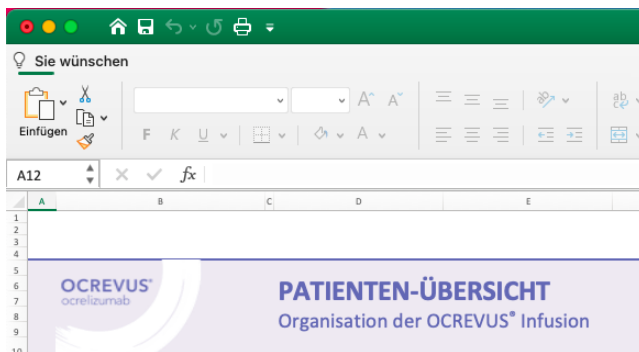 Sie wünschen
Einfügen
A^ A˅
F K U A
ab
A12
fx
A B C D E
1
2
3
4
5
6
7
8
9
10
OCREVUS®
ocrelizumab
PATIENTEN-ÜBERSICHT
Organisation der OCREVUS® Infusion